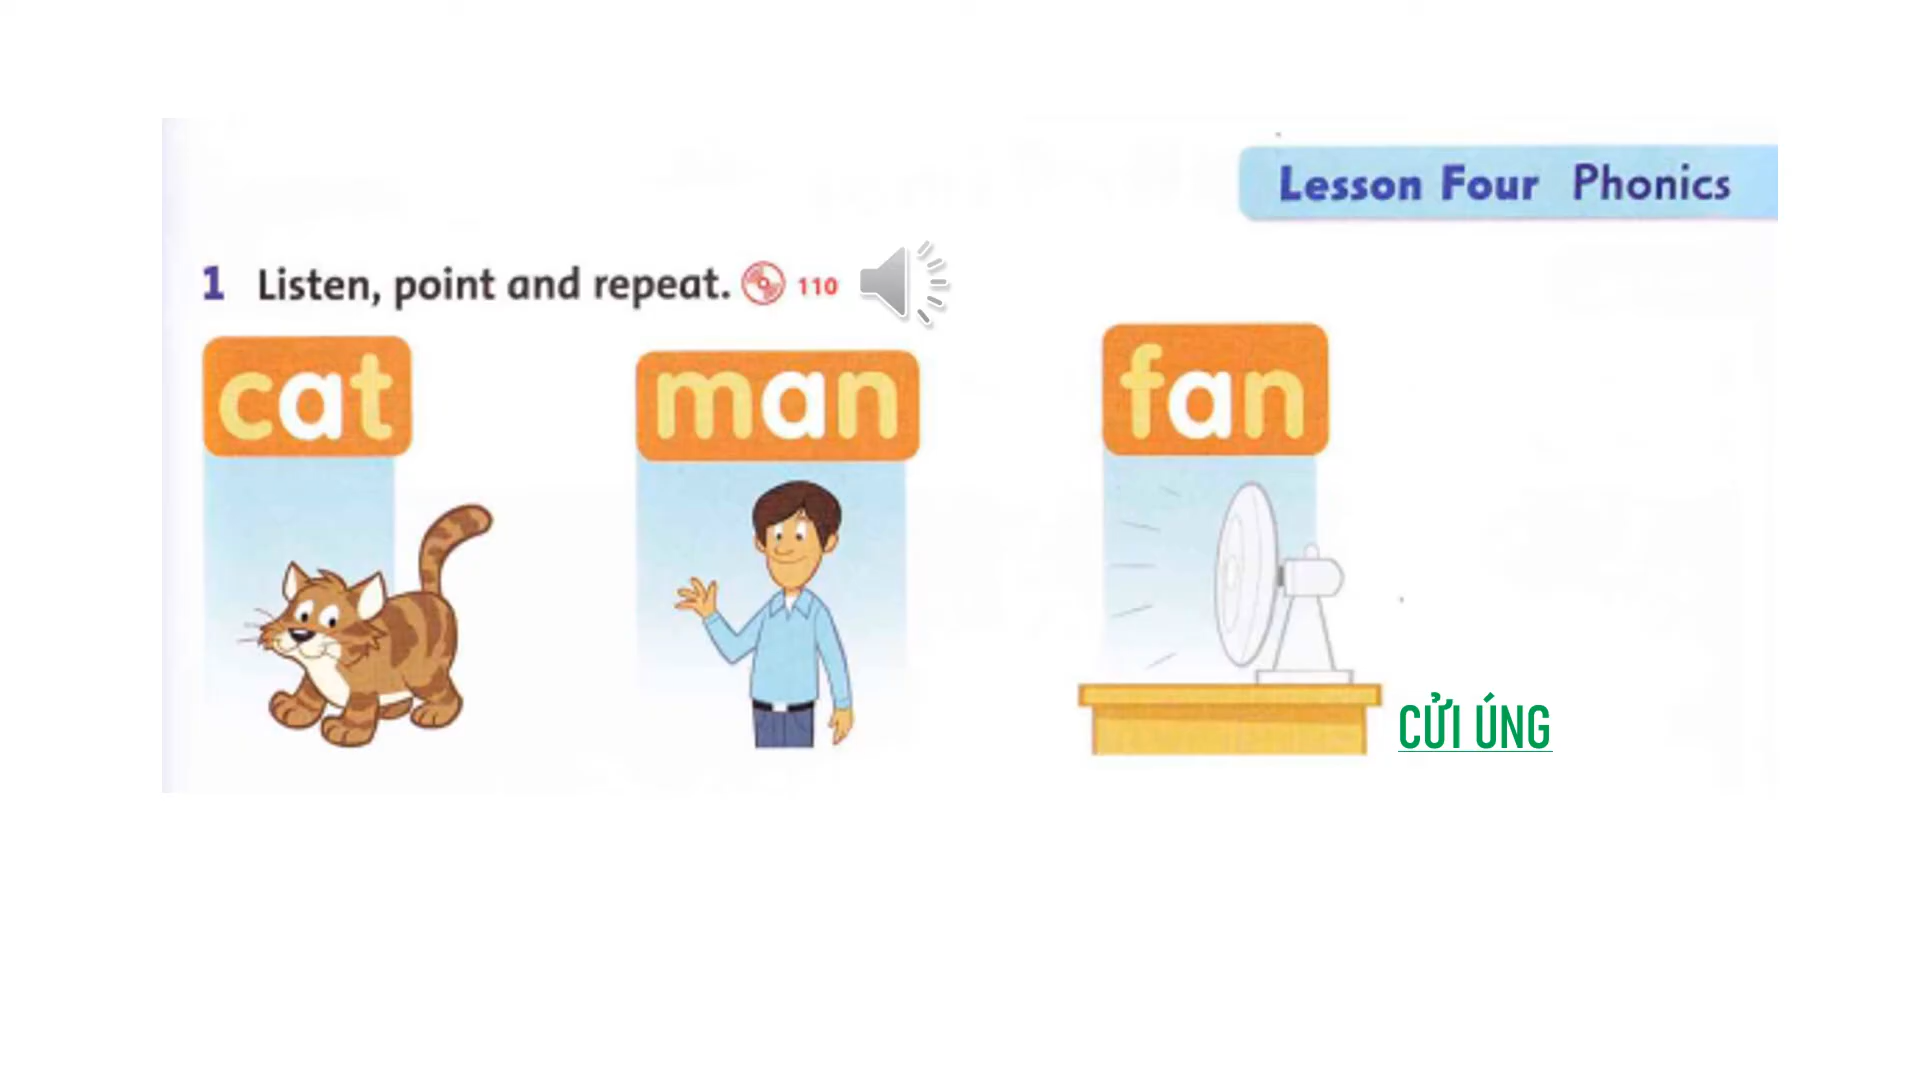 Lesson Four Phonics
1 Listen, point and repeat. 110
cat
man
fan
CỬI ÚNG